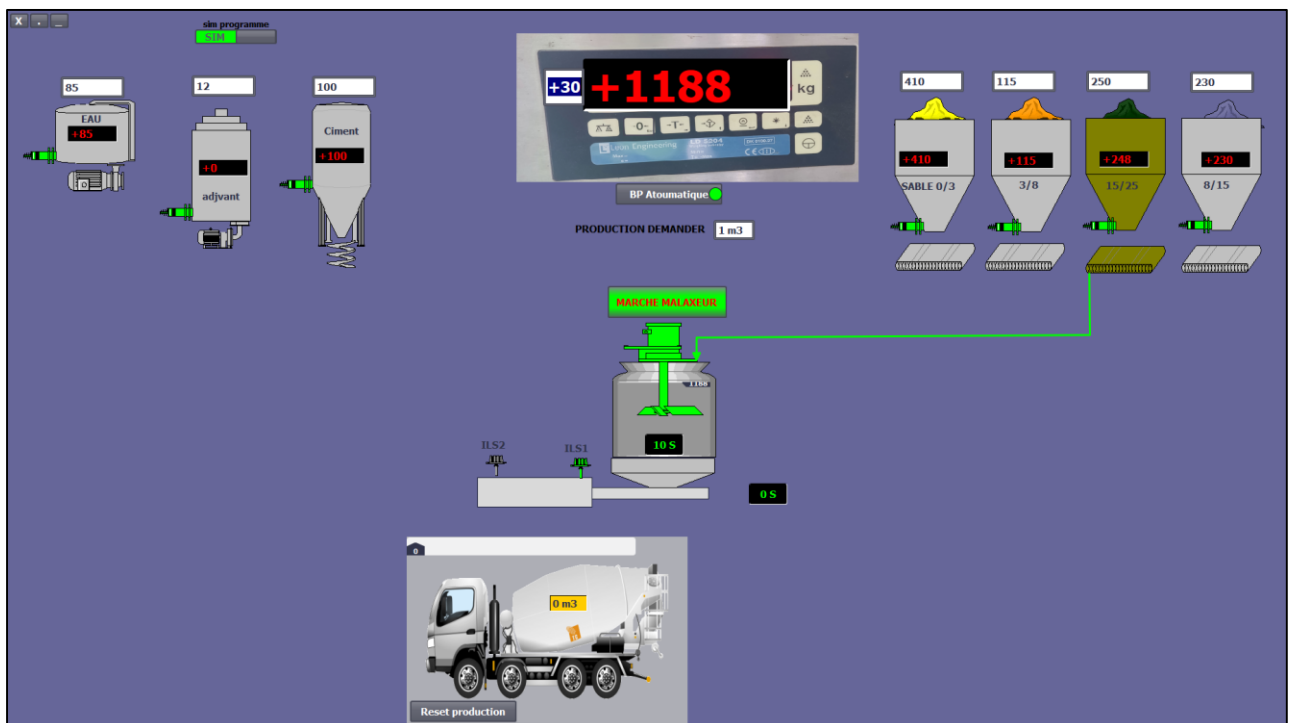 X . _
sim programme
SIM
85
12
100
EAU
+85
+0
adjvant
Ciment
+100
+30
+1188
kg
-0-
-T-
BP Atoumatique
PRODUCTION DEMANDER 1 m3
410
115
250
230
+410
+115
+248
+230
SABLE 0/3
3/8
15/25
8/15
MARCHE MALAXEUR
1188
10 S
ILS2
ILS1
0 S
0
0 m3
Reset production